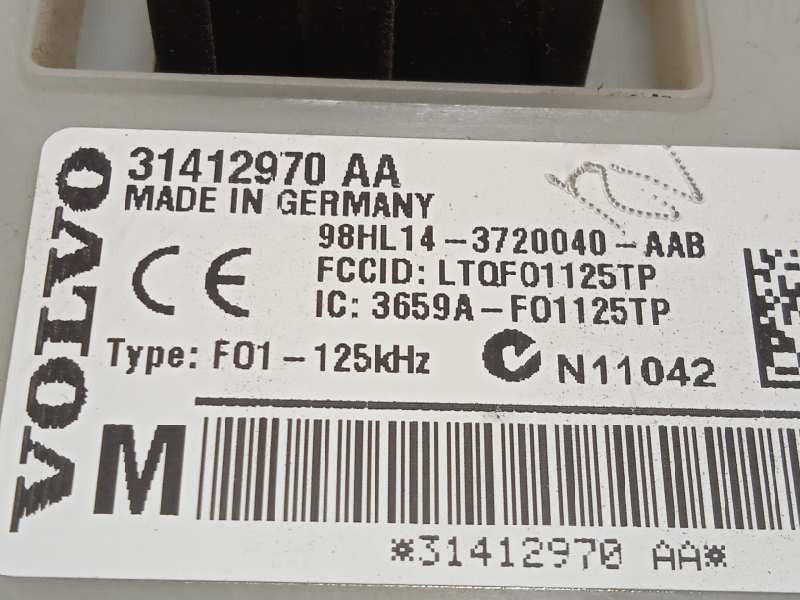 VOLVO
31412970 AA
MADE IN GERMANY
98HL14-3720040-AAB
FCCID: LTQF01125TP
IC: 3659A-F01125TP
CE
Type: F01-125kHz
N11042
M
*31412970 AA*